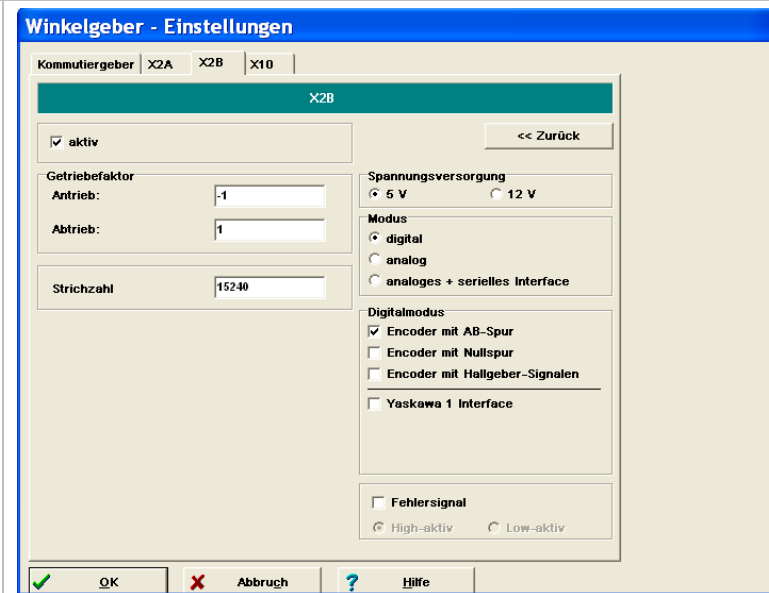 Winkelgeber - Einstellungen
Kommutiergeber X2A X2B X10
X2B
aktiv
<< Zurück
Getriebefaktor
Antrieb: -1
Abtrieb: 1
Strichzahl 15240
Spannungsversorgung
5 V 12 V
Modus
digital
analog
analoges + serielles Interface
Digitalmodus
Encoder mit AB-Spur
Encoder mit Nullspur
Encoder mit Hallgeber-Signalen
Yaskawa 1 Interface
Fehlersignal
High-aktiv Low-aktiv
OK Abbruch Hilfe